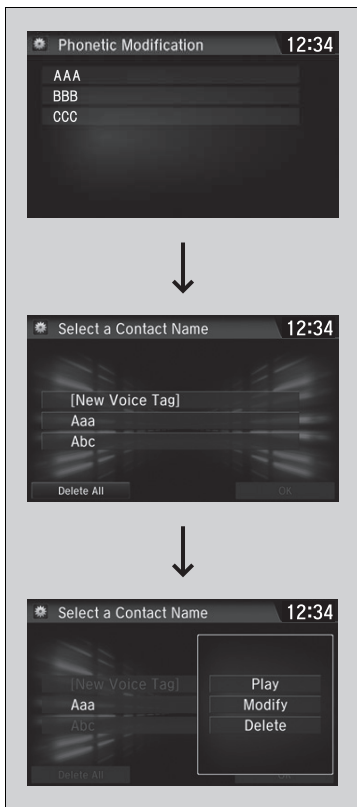 Phonetic Modification 12:34
AAA
BBB
CCC
Select a Contact Name 12:34
[New Voice Tag]
Aaa
Abc
Delete All OK
Select a Contact Name 12:34
[New Voice Tag] Play
Aaa Modify
Abc Delete
Delete All OK